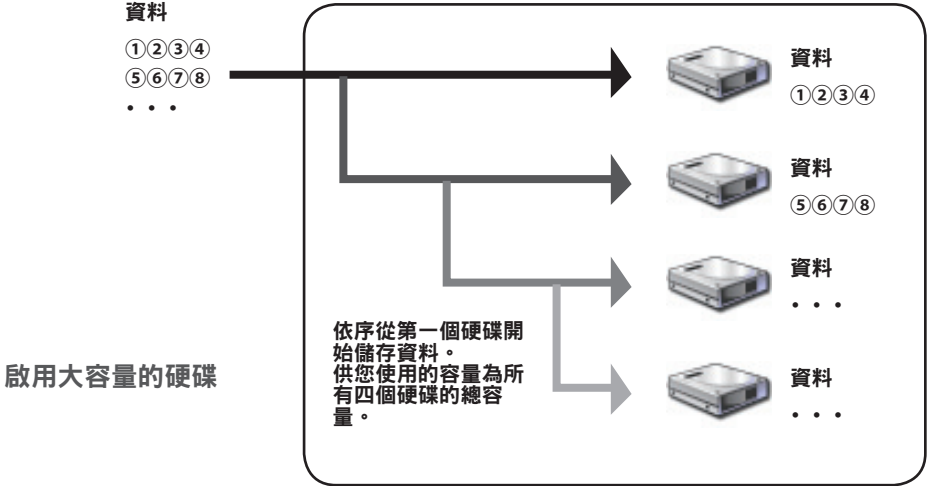 資料
①②③④
⑤⑥⑦⑧
・・・
資料
①②③④
資料
⑤⑥⑦⑧
資料
・・・
依序從第一個硬碟開
始儲存資料。
供您使用的容量為所
有四個硬碟的總容
量。
啟用大容量的硬碟
資料
・・・